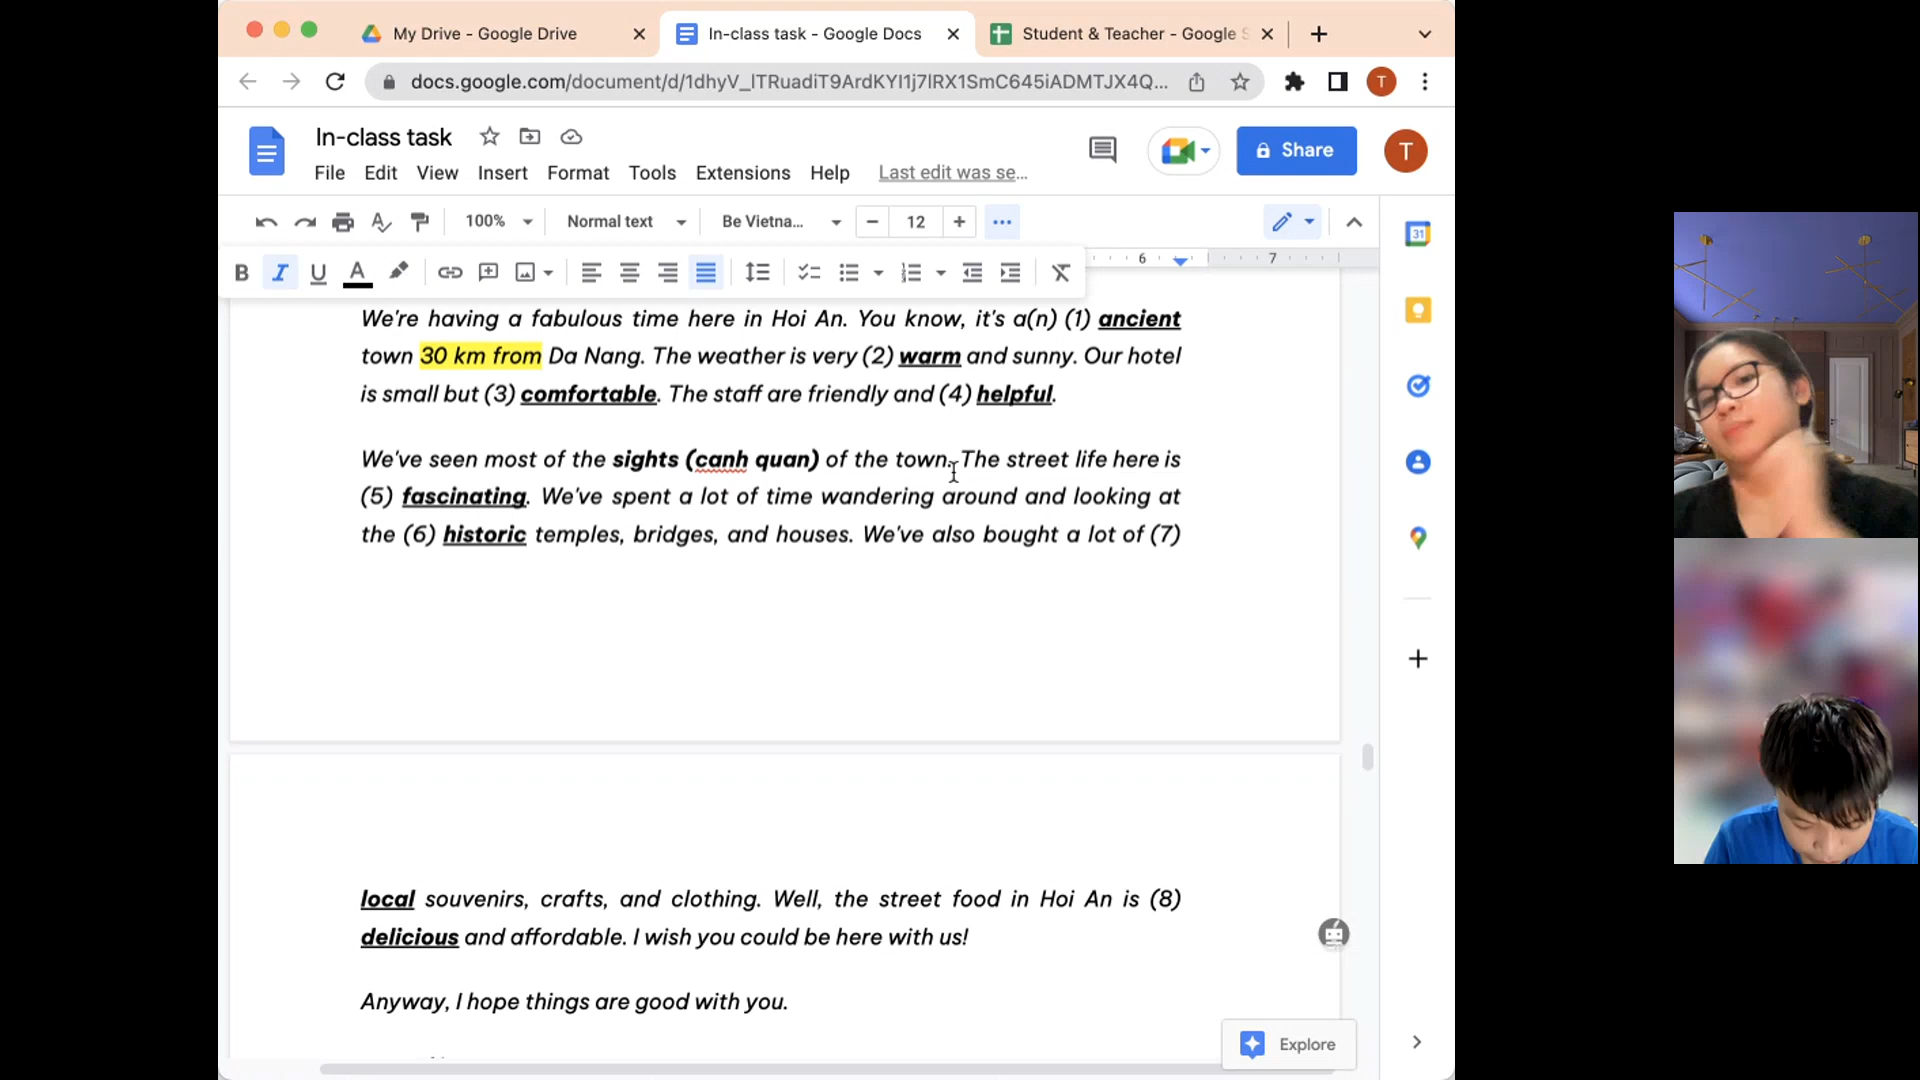 My Drive - Google Drive
In-class task - Google Docs
Student & Teacher - Google S
docs.google.com/document/d/1dhyV_lTRuadiT9ArdKYI1j7lRX1SmC645iADMTJX4Q...
T
In-class task
Share
T
File Edit View Insert Format Tools Extensions Help Last edit was se...
100% Normal text Be Vietna... 12
31
6 7
We're having a fabulous time here in Hoi An. You know, it's a(n) (1) ancient
town 30 km from Da Nang. The weather is very (2) warm and sunny. Our hotel
is small but (3) comfortable. The staff are friendly and (4) helpful.
We've seen most of the sights (canh quan) of the town. The street life here is
(5) fascinating. We've spent a lot of time wandering around and looking at
the (6) historic temples, bridges, and houses. We've also bought a lot of (7)
local souvenirs, crafts, and clothing. Well, the street food in Hoi An is (8)
delicious and affordable. I wish you could be here with us!
Anyway, I hope things are good with you.
Explore